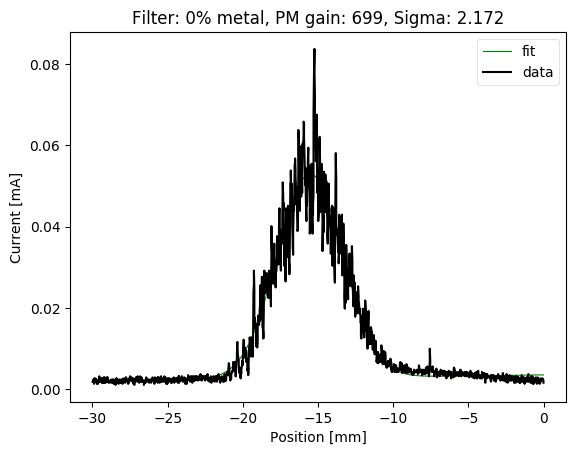 Filter: 0% metal, PM gain: 699, Sigma: 2.172
fit
data
0.08
0.06
0.04
0.02
0.00
Current [mA]
−30
−25
−20
−15
−10
−5
0
Position [mm]